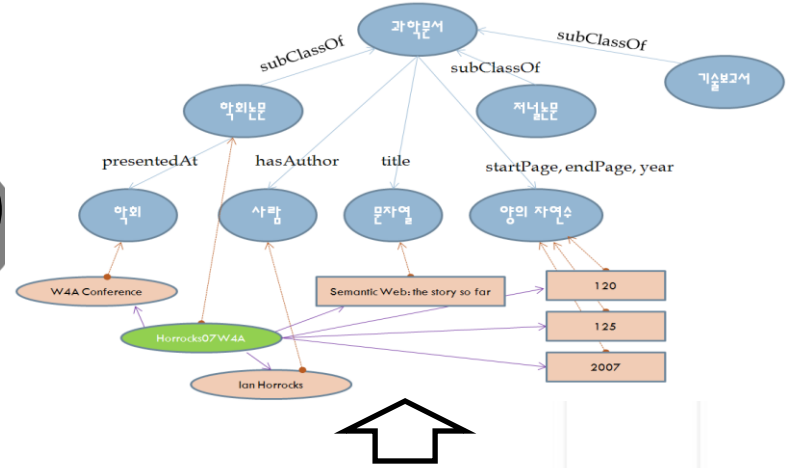 과학문서
subClassOf
subClassOf
subClassOf
기술보고서
학회논문
저널논문
presentedAt
hasAuthor
title
startPage, endPage, year
학회
사람
문자열
양의 자연수
W4A Conference
Semantic Web: the story so far
120
Horrocks07W4A
125
Ian Horrocks
2007